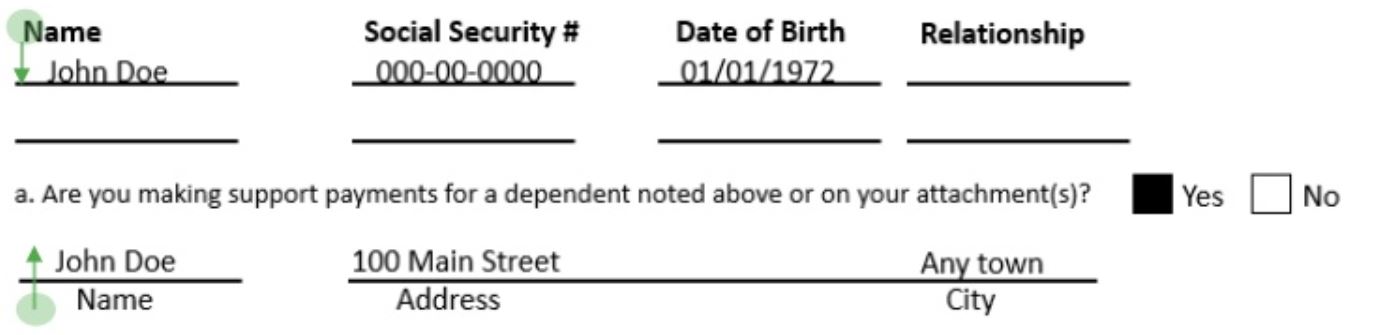 Name Social Security # Date of Birth Relationship
John Doe 000-00-0000 01/01/1972
a. Are you making support payments for a dependent noted above or on your attachment(s)? Yes No
John Doe 100 Main Street Any town
Name Address City